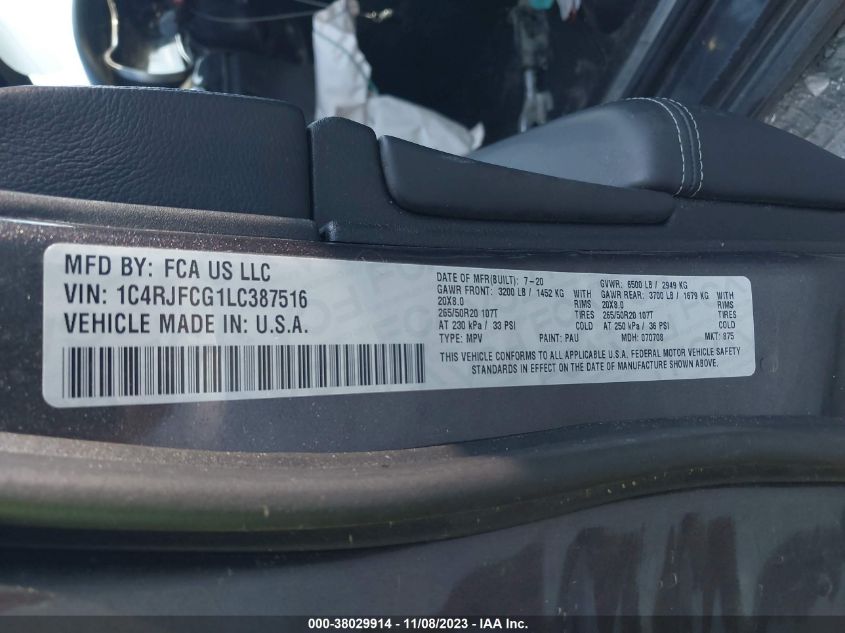 MFD BY: FCA US LLC
VIN: 1C4RJFCG1LC387516
VEHICLE MADE IN: U.S.A.
DATE OF MFR(BUILT): 7-20 GVWR: 6500 LB / 2949 KG
GAWR FRONT: 3200 LB / 1452 KG WITH GAWR REAR: 3700 LB / 1679 KG WITH
20X8.0 RIMS 20X8.0 RIMS
265/50R20 107T TIRES 265/50R20 107T TIRES
AT 230 kPa / 33 PSI COLD AT 250 kPa / 36 PSI COLD
TYPE: MPV PAINT: PAU MDH: 070708 MKT: 875
THIS VEHICLE CONFORMS TO ALL APPLICABLE U.S.A. FEDERAL MOTOR VEHICLE SAFETY
STANDARDS IN EFFECT ON THE DATE OF MANUFACTURE SHOWN ABOVE.
000-38029914 - 11/08/2023 - IAA Inc.